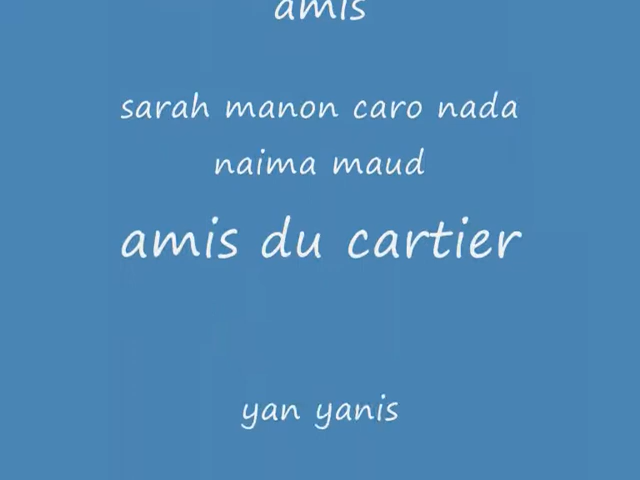 amis
sarah manon caro nada
naima maud
amis du cartier
yan yanis